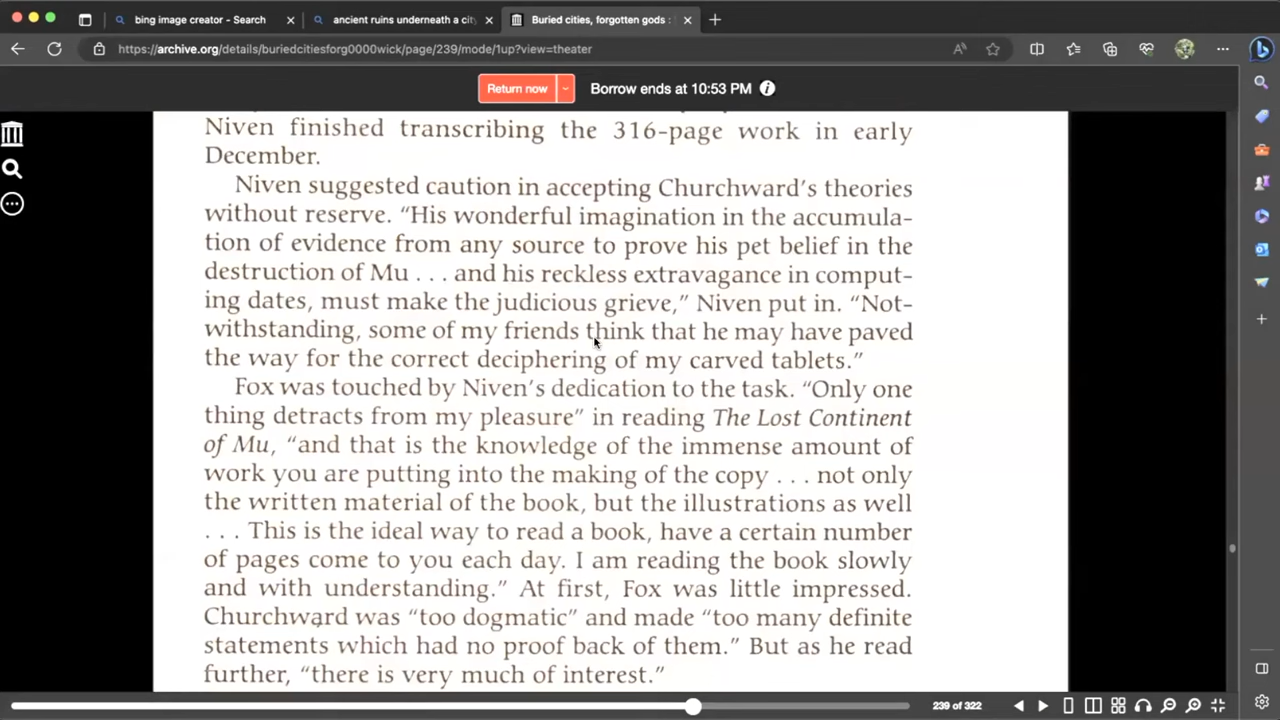 bing image creator - Search
ancient ruins underneath a city
Buried cities, forgotten gods :
https://archive.org/details/buriedcitiesforg0000wick/page/239/mode/1up?view=theater
Return now
Borrow ends at 10:53 PM
Niven finished transcribing the 316-page work in early
December.
Niven suggested caution in accepting Churchward’s theories
without reserve. “His wonderful imagination in the accumula-
tion of evidence from any source to prove his pet belief in the
destruction of Mu . . . and his reckless extravagance in comput-
ing dates, must make the judicious grieve,” Niven put in. “Not-
withstanding, some of my friends think that he may have paved
the way for the correct deciphering of my carved tablets.”
Fox was touched by Niven’s dedication to the task. “Only one
thing detracts from my pleasure” in reading The Lost Continent
of Mu, “and that is the knowledge of the immense amount of
work you are putting into the making of the copy . . . not only
the written material of the book, but the illustrations as well
. . . This is the ideal way to read a book, have a certain number
of pages come to you each day. I am reading the book slowly
and with understanding.” At first, Fox was little impressed.
Churchward was “too dogmatic” and made “too many definite
statements which had no proof back of them.” But as he read
further, “there is very much of interest.”
239 of 322